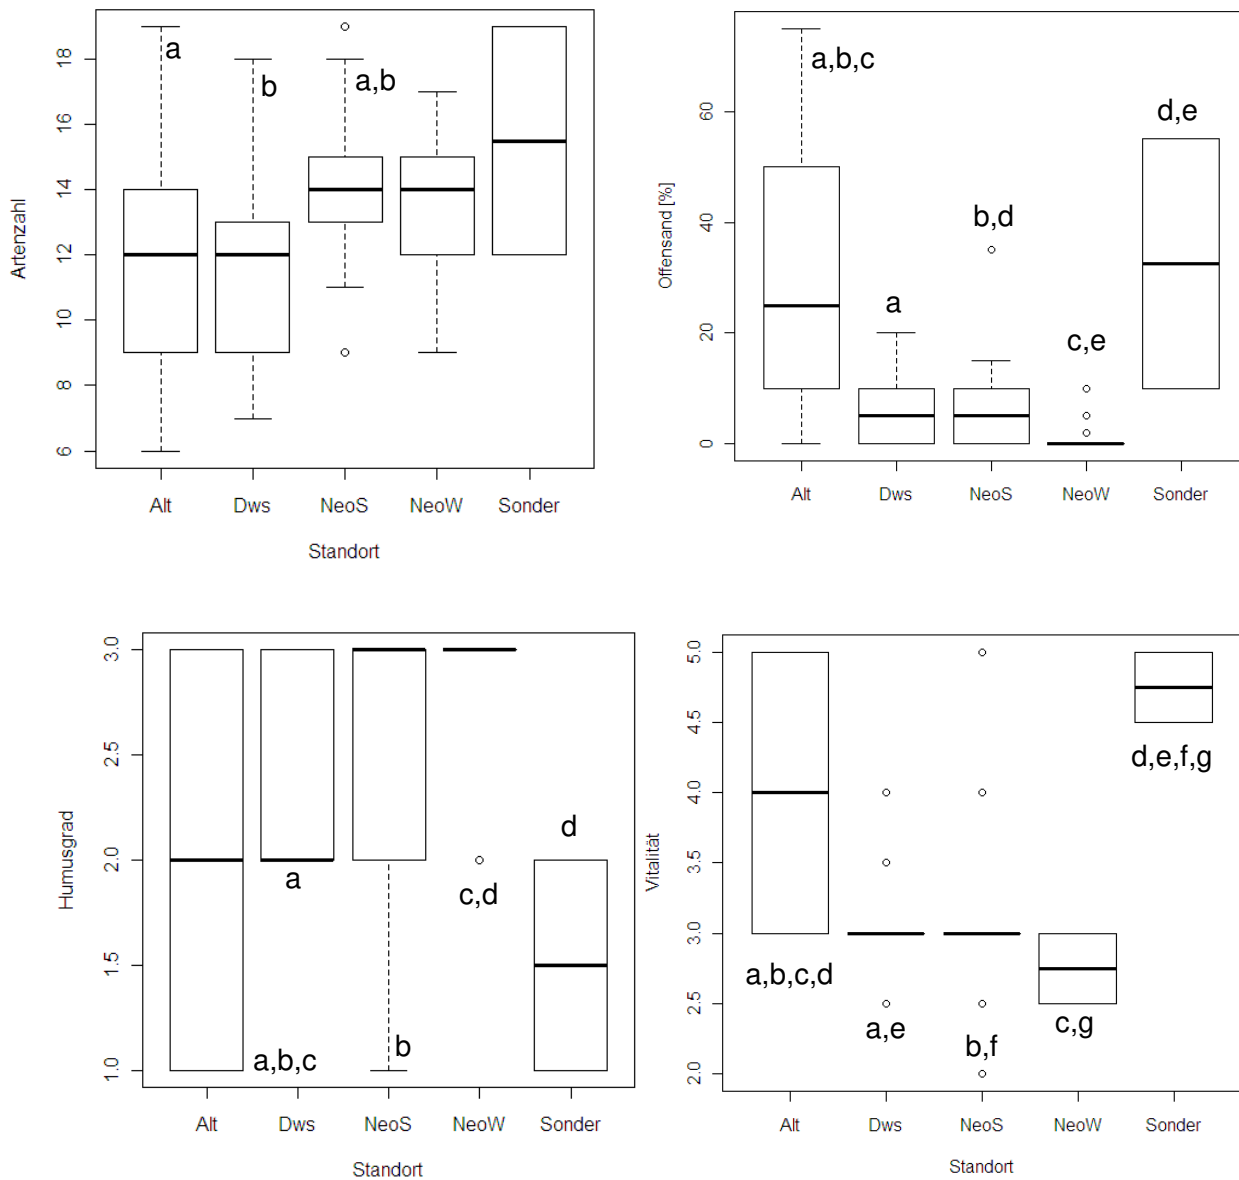 Artenzahl
18
16
14
12
10
8
6
a
b
a,b
Alt Dws NeoS NeoW Sonder
Standort
Offensand [%]
60
40
20
0
a,b,c
a
b,d
c,e
d,e
Alt Dws NeoS NeoW Sonder
Humusgrad
3.0
2.5
2.0
1.5
1.0
a,b,c
a
b
c,d
d
Alt Dws NeoS NeoW Sonder
Standort
Vitalität
5.0
4.5
4.0
3.5
3.0
2.5
2.0
a,b,c,d
a,e
b,f
c,g
d,e,f,g
Alt Dws NeoS NeoW Sonder
Standort